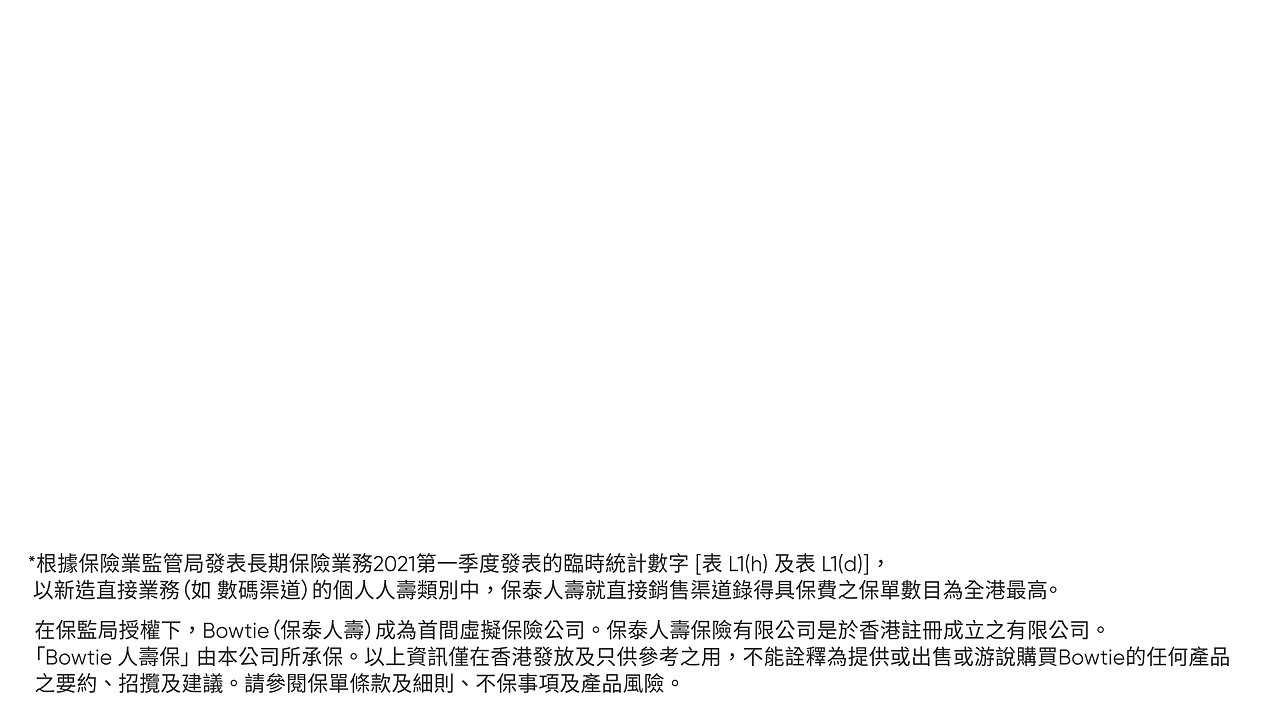 *根據保險業監管局發表長期保險業務2021第一季度發表的臨時統計數字 [表 L1(h) 及表 L1(d)]，
以新造直接業務（如 數碼渠道）的個人人壽類別中，保泰人壽就直接銷售渠道錄得具保費之保單數目為全港最高。
在保監局授權下，Bowtie（保泰人壽）成為首間虛擬保險公司。保泰人壽保險有限公司是於香港註冊成立之有限公司。
「Bowtie 人壽保」由本公司所承保。以上資訊僅在香港發放及只供參考之用，不能詮釋為提供或出售或游說購買Bowtie的任何產品
之要約、招攬及建議。請參閱保單條款及細則、不保事項及產品風險。